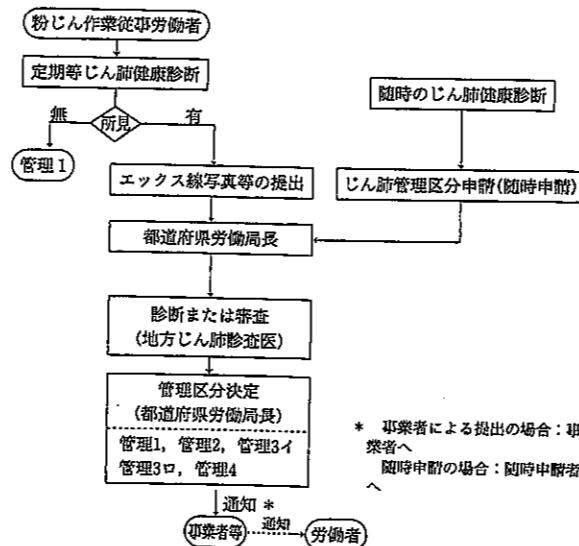 粉じん作業従事労働者
定期等じん肺健康診断
随時のじん肺健康診断
無
所見
有
管理1
エックス線写真等の提出
じん肺管理区分申請(随時申請)
都道府県労働局長
診断または審査
(地方じん肺診査医)
管理区分決定
(都道府県労働局長)
管理1, 管理2, 管理3イ
管理3ロ, 管理4
* 事業者による提出の場合：事
業者へ
随時申請の場合：随時申請者
へ
通知 *
事業者等
通知
労働者